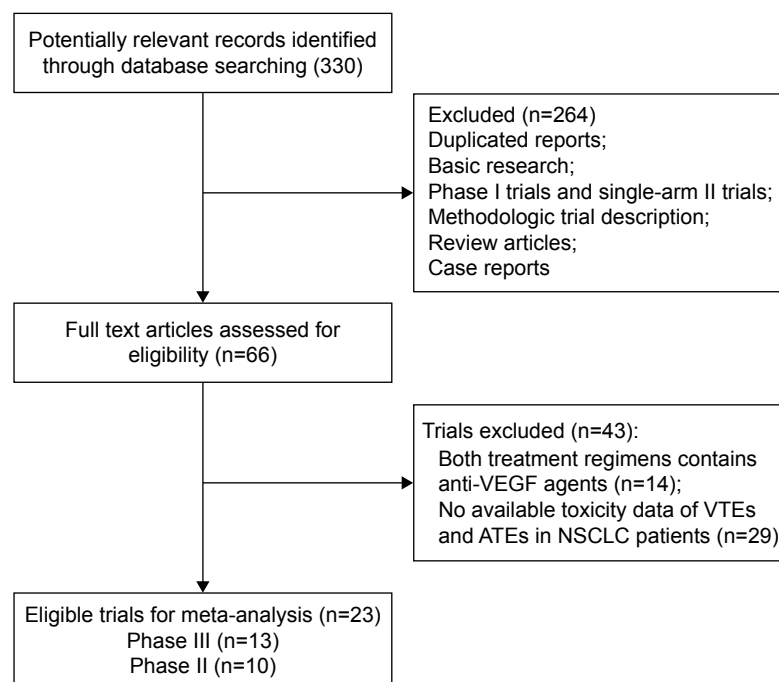 Potentially relevant records identified
through database searching (330)
Excluded (n=264)
Duplicated reports;
Basic research;
Phase I trials and single-arm II trials;
Methodologic trial description;
Review articles;
Case reports
Full text articles assessed for
eligibility (n=66)
Trials excluded (n=43):
Both treatment regimens contains
anti-VEGF agents (n=14);
No available toxicity data of VTEs
and ATEs in NSCLC patients (n=29)
Eligible trials for meta-analysis (n=23)
Phase III (n=13)
Phase II (n=10)